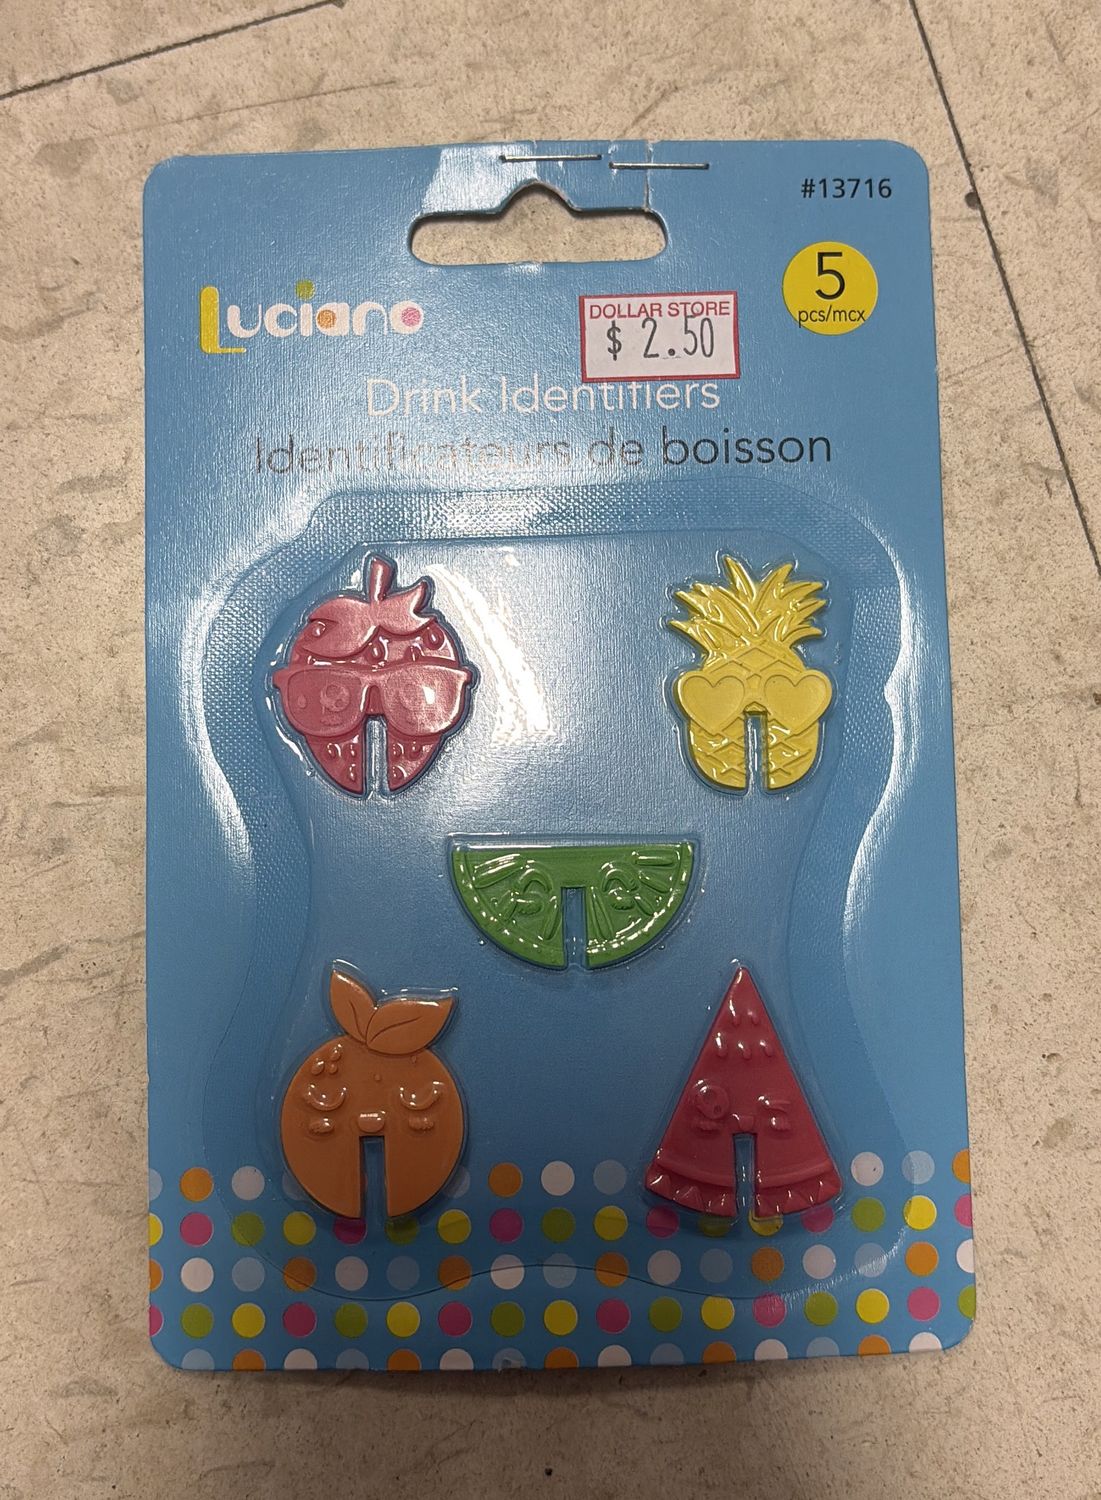 #13716
5
pcs/mcx
Luciano
DOLLAR STORE
$ 2.50
Drink Identifiers
Identificateurs de boisson